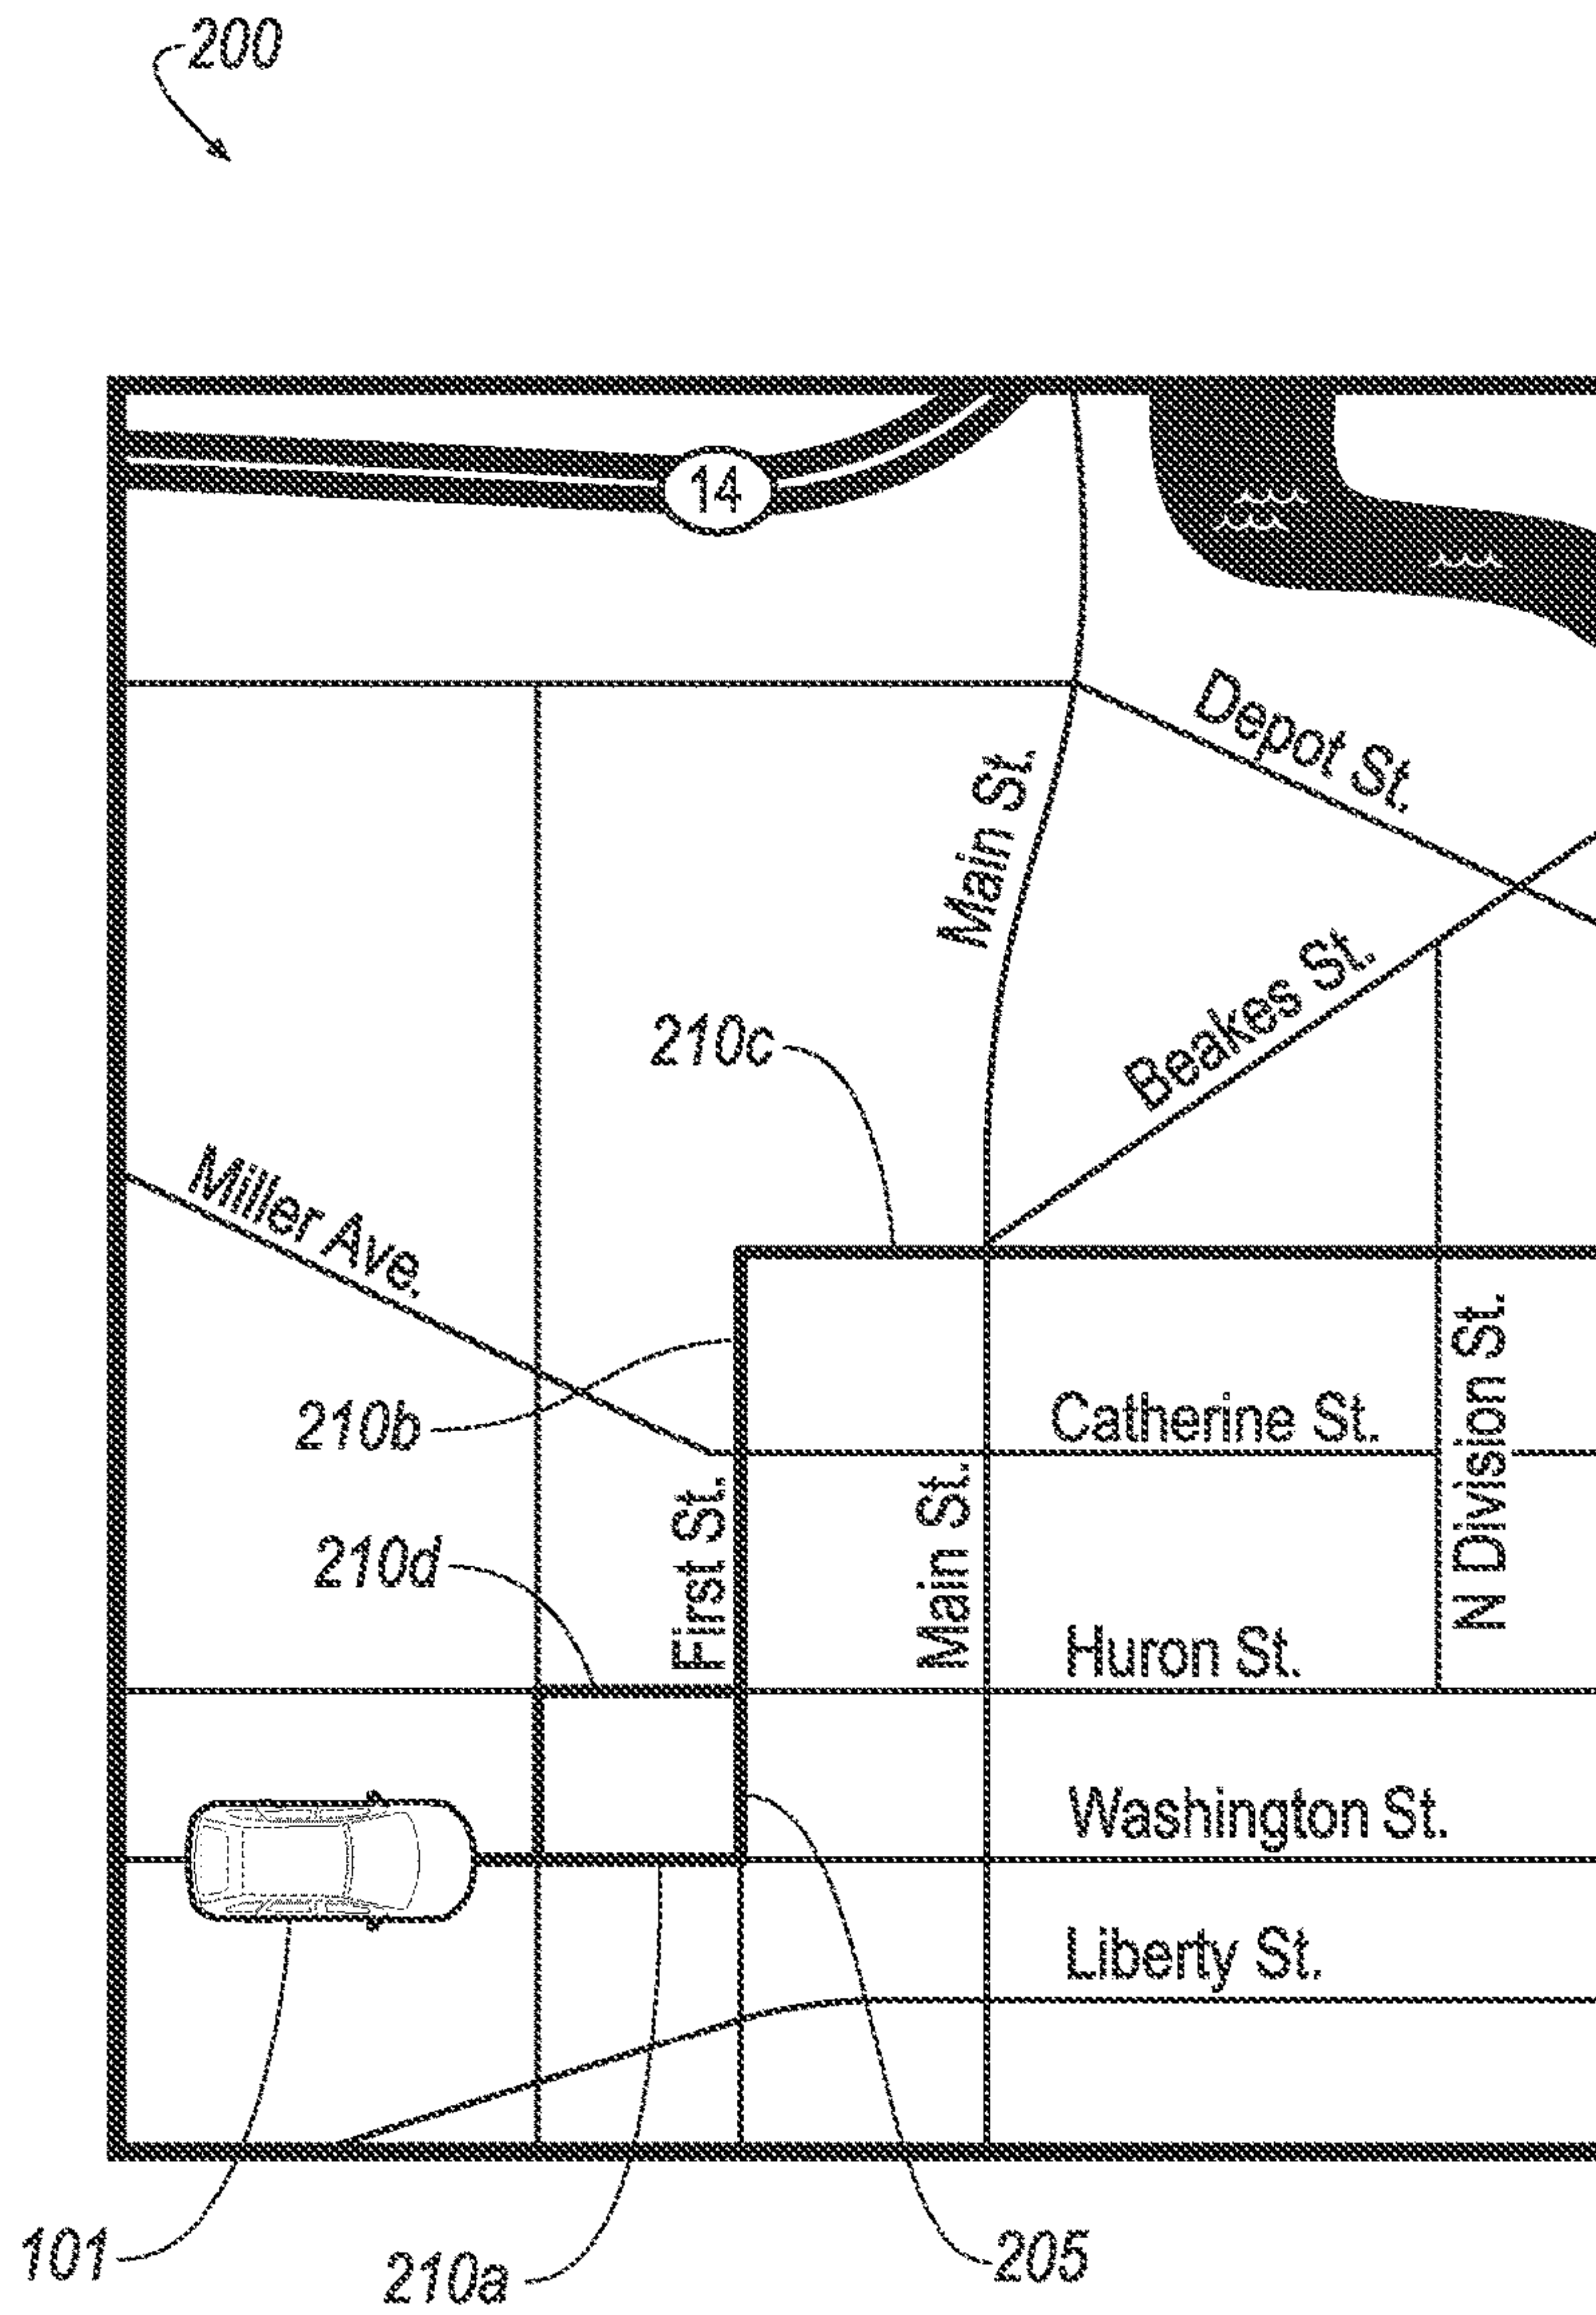 200
14
Depot St.
Main St.
Beakes St.
210c
Miller Ave.
N Division St.
Catherine St.
210b
First St.
Main St.
210d
Huron St.
Washington St.
Liberty St.
101
210a
205